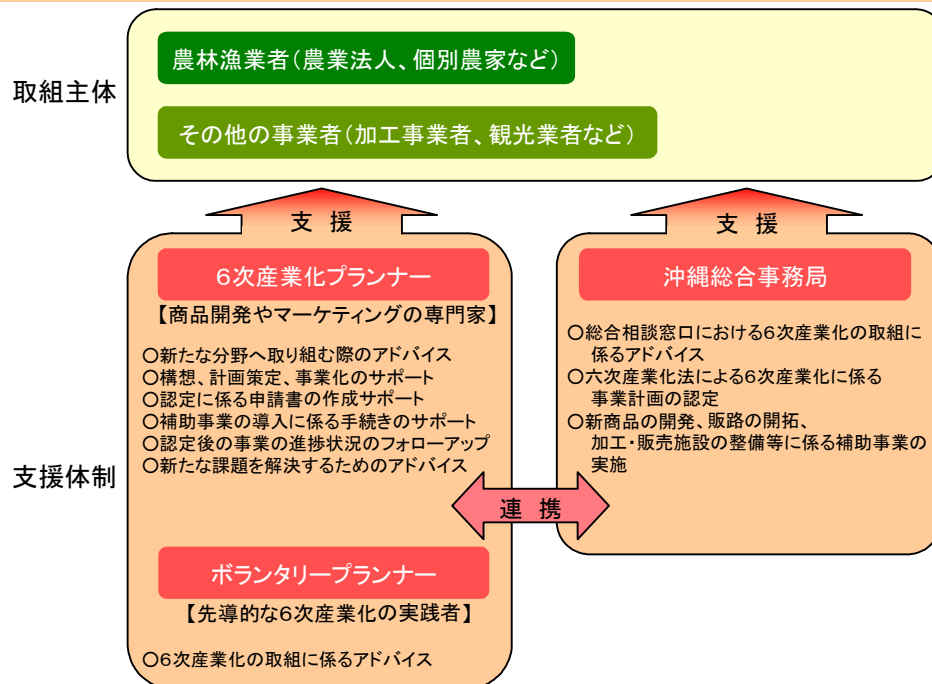 取組主体
農林漁業者(農業法人、個別農家など)
その他の事業者(加工事業者、観光業者など)
支援
支援
支援体制
6次産業化プランナー
【商品開発やマーケティングの専門家】
○新たな分野へ取り組む際のアドバイス
○構想、計画策定、事業化のサポート
○認定に係る申請書の作成サポート
○補助事業の導入に係る手続きのサポート
○認定後の事業の進捗状況のフォローアップ
○新たな課題を解決するためのアドバイス
ボランタリープランナー
【先導的な6次産業化の実践者】
○6次産業化の取組に係るアドバイス
連携
沖縄総合事務局
○総合相談窓口における6次産業化の取組に
係るアドバイス
○六次産業化法による6次産業化に係る
事業計画の認定
○新商品の開発、販路の開拓、
加工・販売施設の整備等に係る補助事業の
実施